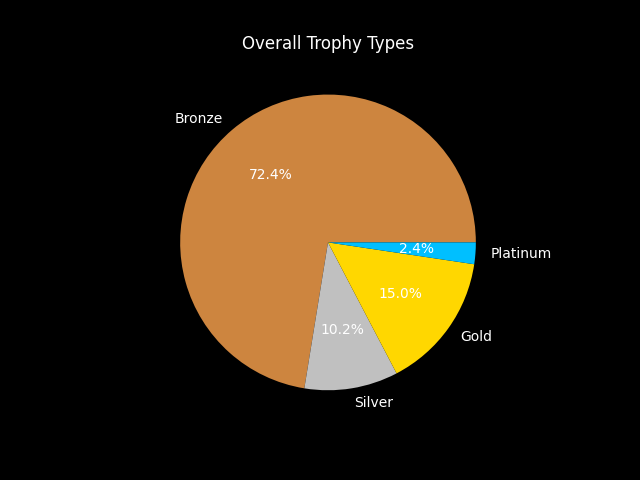 Overall Trophy Types
Bronze
72.4%
2.4%
Platinum
15.0%
Gold
10.2%
Silver